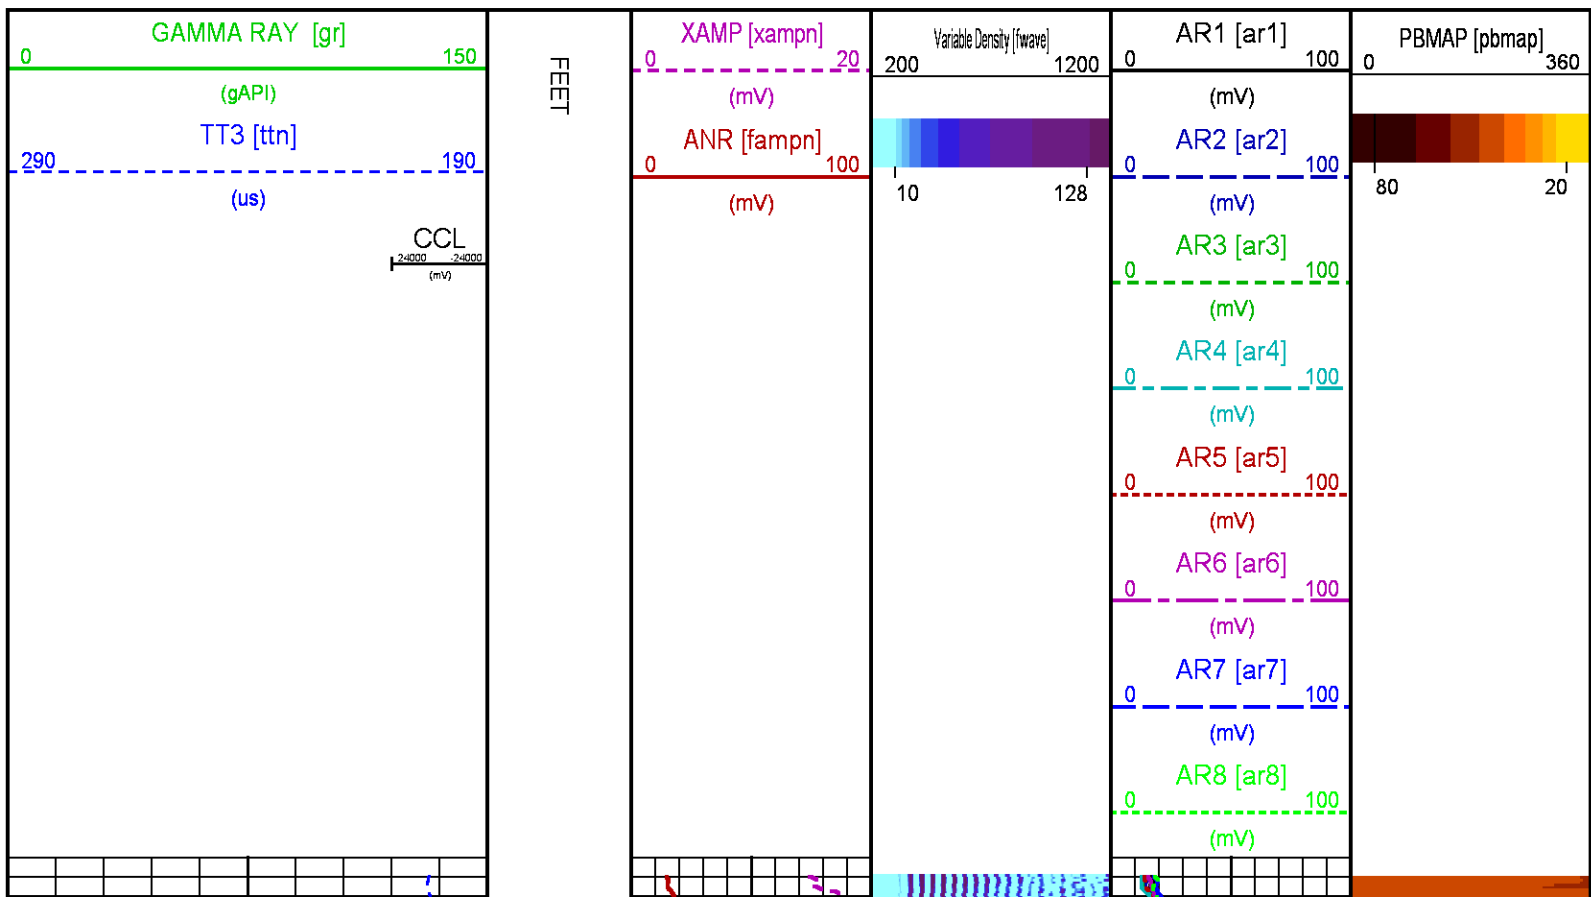 GAMMA RAY [gr]
0 150
(gAPI)
TT3 [ttn]
290 190
(us)
CCL
24000 -24000
(mV)
FEET
XAMP [xampn]
0 20
(mV)
ANR [fampn]
0 100
(mV)
Variable Density [fwave]
200 1200
10 128
AR1 [ar1]
0 100
(mV)
AR2 [ar2]
0 100
(mV)
AR3 [ar3]
0 100
(mV)
AR4 [ar4]
0 100
(mV)
AR5 [ar5]
0 100
(mV)
AR6 [ar6]
0 100
(mV)
AR7 [ar7]
0 100
(mV)
AR8 [ar8]
0 100
(mV)
PBMAP [pbmap]
0 360
80 20